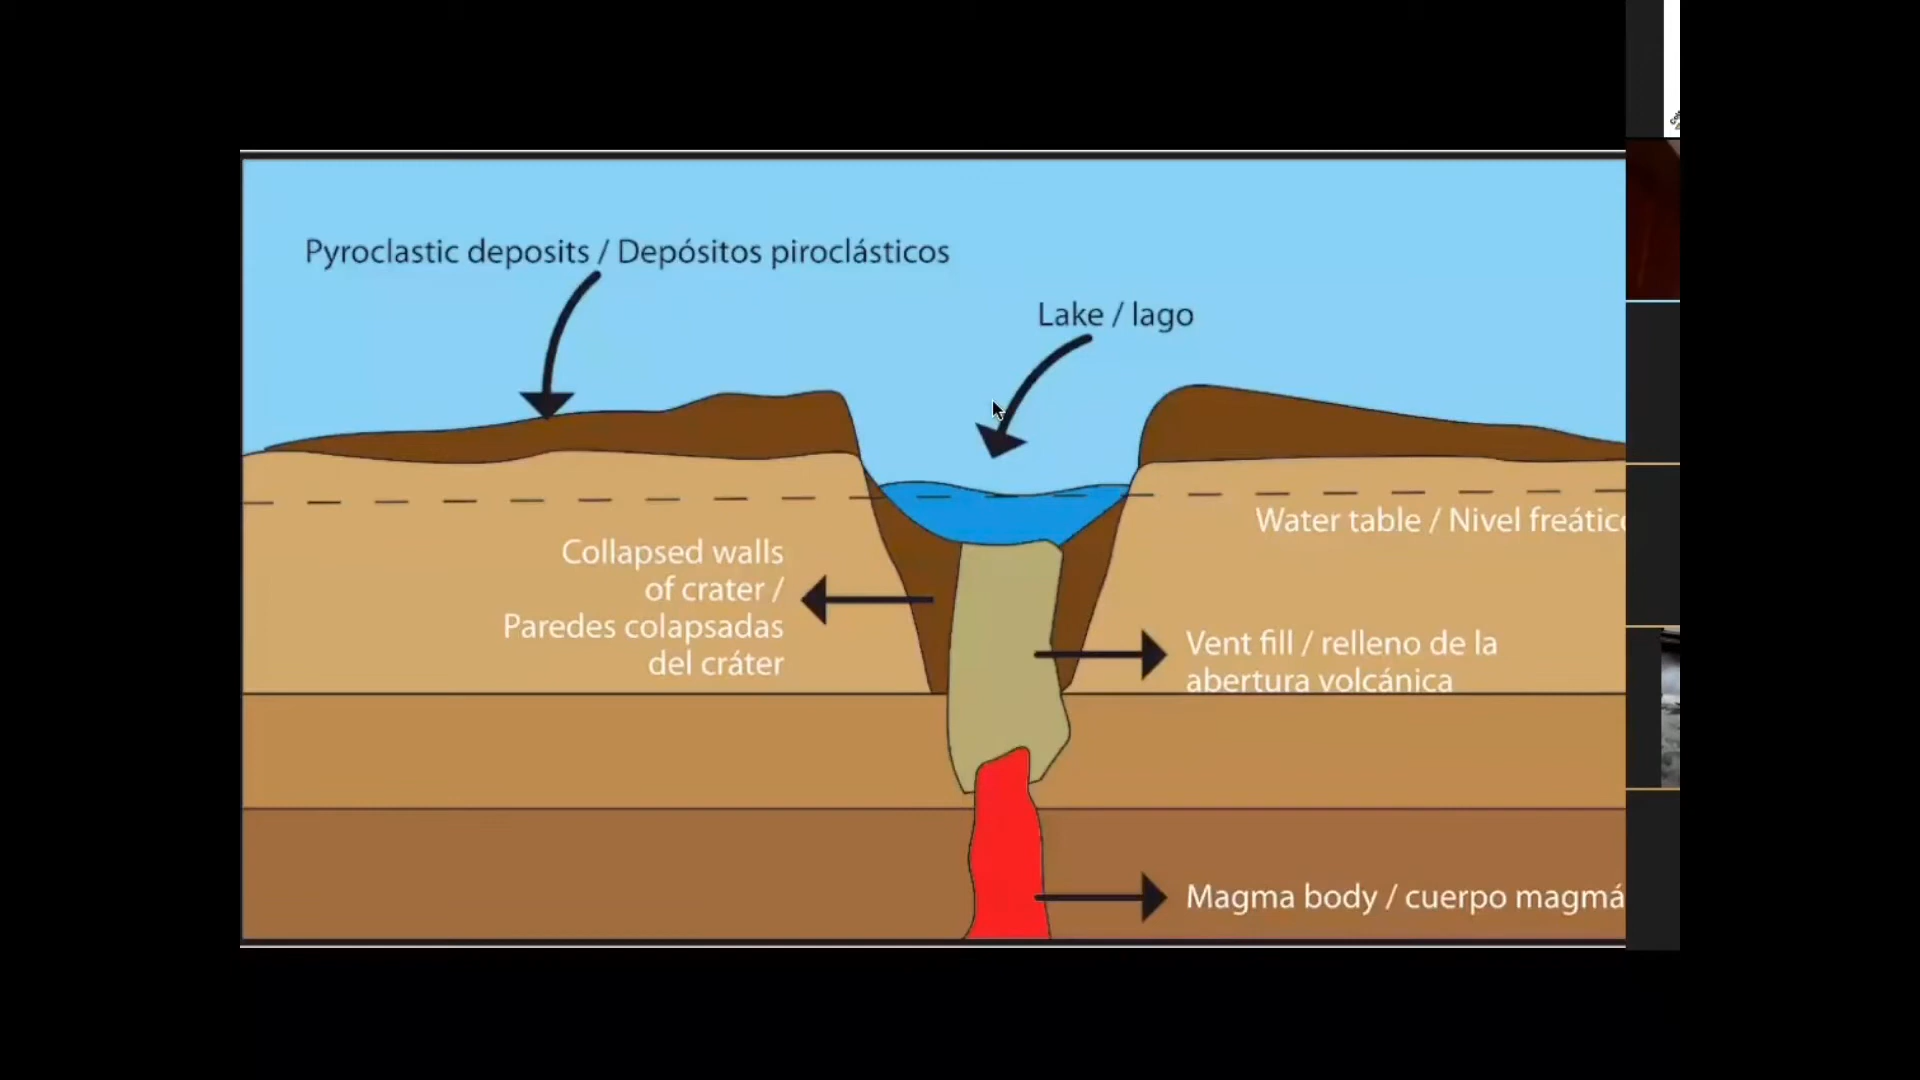 Pyroclastic deposits / Depósitos piroclásticos
Lake / lago
Water table / Nivel freático
Collapsed walls
of crater /
Paredes colapsadas
del cráter
Vent fill / relleno de la
abertura volcánica
Magma body / cuerpo magmá